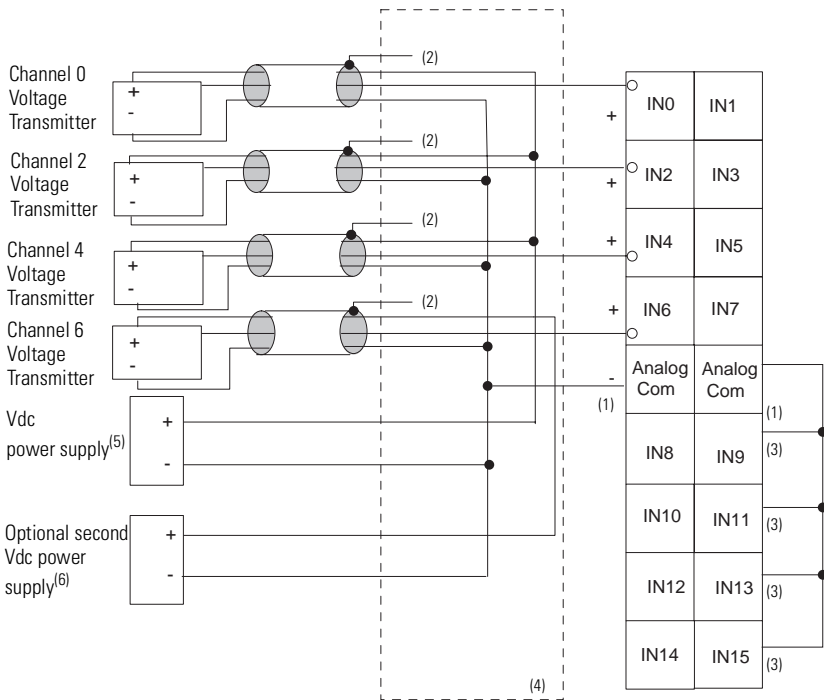 Channel 0
Voltage
Transmitter
+
-
(2)
Channel 2
Voltage
Transmitter
+
-
(2)
Channel 4
Voltage
Transmitter
+
-
(2)
Channel 6
Voltage
Transmitter
+
-
(2)
Vdc
power supply(5)
+
-
Optional second
Vdc power
supply(6)
+
-
(4)
+ IN0 IN1
+ IN2 IN3
+ IN4 IN5
+ IN6 IN7
- Analog Analog
Com Com
(1) (1)
IN8 IN9 (3)
IN10 IN11 (3)
IN12 IN13 (3)
IN14 IN15 (3)